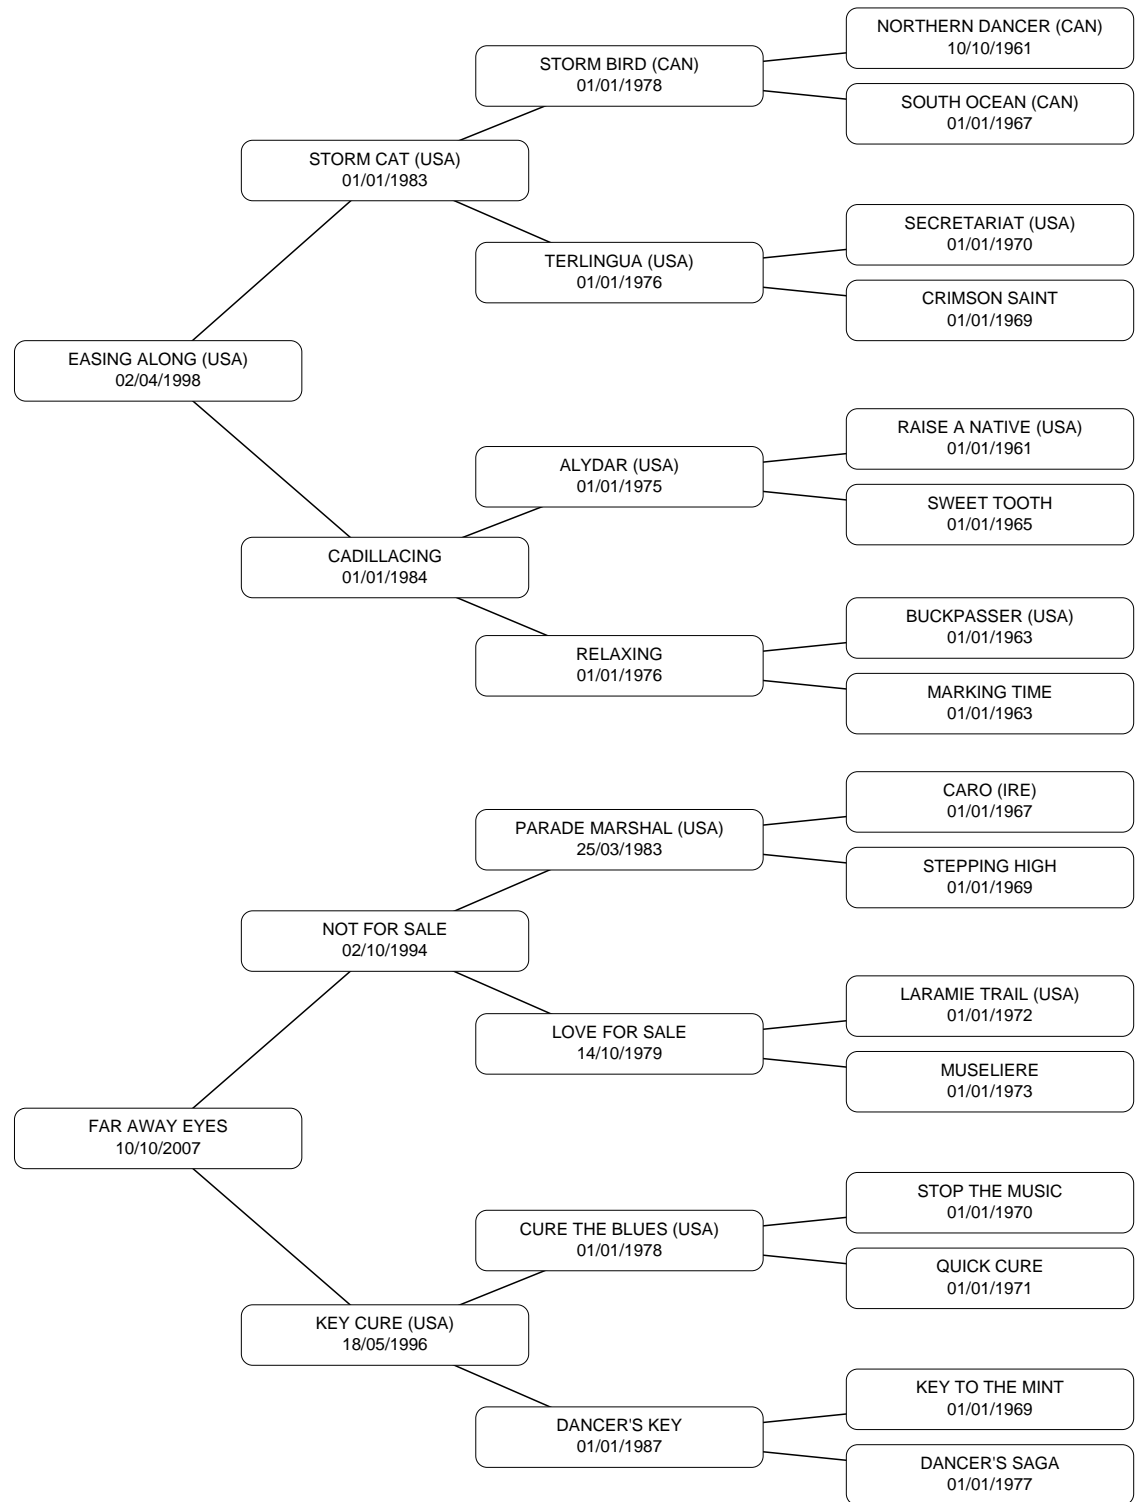 NORTHERN DANCER (CAN)
10/10/1961
STORM BIRD (CAN)
01/01/1978
SOUTH OCEAN (CAN)
01/01/1967
STORM CAT (USA)
01/01/1983
SECRETARIAT (USA)
01/01/1970
TERLINGUA (USA)
01/01/1976
CRIMSON SAINT
01/01/1969
EASING ALONG (USA)
02/04/1998
RAISE A NATIVE (USA)
01/01/1961
ALYDAR (USA)
01/01/1975
SWEET TOOTH
01/01/1965
CADILLACING
01/01/1984
BUCKPASSER (USA)
01/01/1963
RELAXING
01/01/1976
MARKING TIME
01/01/1963
CARO (IRE)
01/01/1967
PARADE MARSHAL (USA)
25/03/1983
STEPPING HIGH
01/01/1969
NOT FOR SALE
02/10/1994
LARAMIE TRAIL (USA)
01/01/1972
LOVE FOR SALE
14/10/1979
MUSELIERE
01/01/1973
FAR AWAY EYES
10/10/2007
STOP THE MUSIC
01/01/1970
CURE THE BLUES (USA)
01/01/1978
QUICK CURE
01/01/1971
KEY CURE (USA)
18/05/1996
KEY TO THE MINT
01/01/1969
DANCER'S KEY
01/01/1987
DANCER'S SAGA
01/01/1977